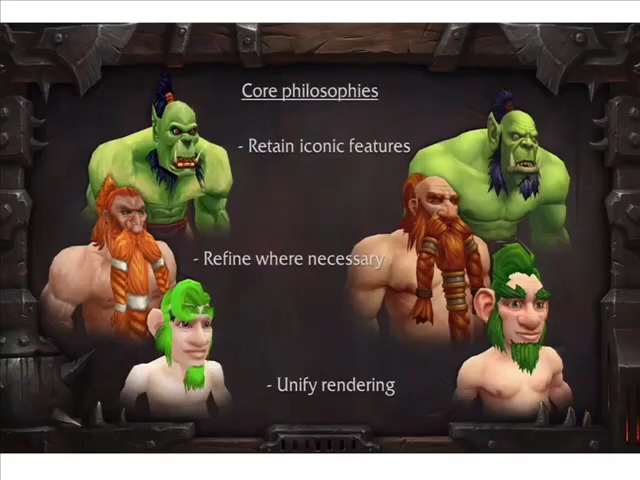 Core philosophies
- Retain iconic features
- Refine where necessary
- Unify rendering